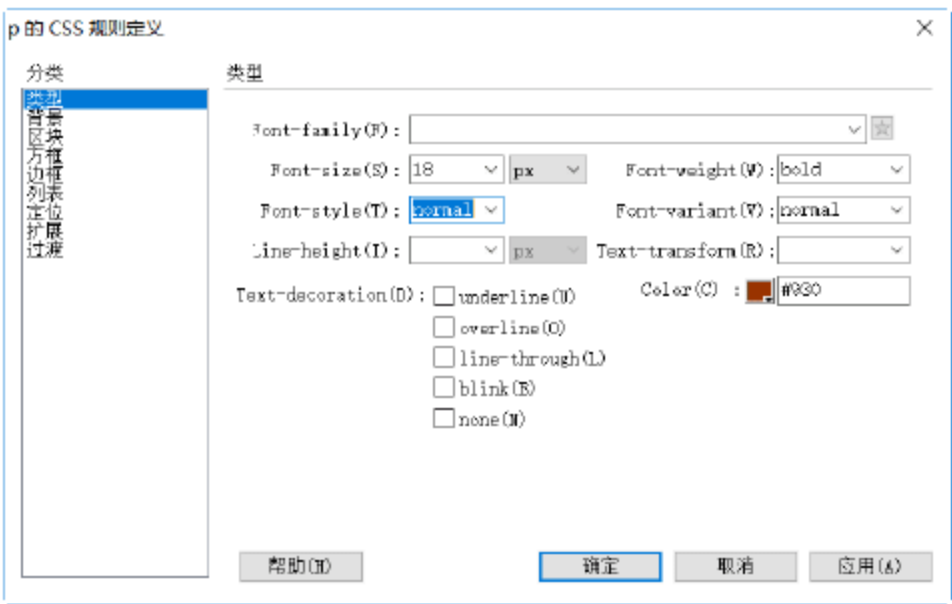 p 的 CSS 规则定义
分类
类型
背景
区块
方框
边框
列表
定位
扩展
过渡
类型
Font-family(F):
Font-size(S): 18 px Font-weight(W): bold
Font-style(T): normal Font-variant(V): normal
Line-height(I): px Text-transform(R):
Text-decoration(D): underline(U) Color(C) : #930
overline(O)
line-through(L)
blink(B)
none(N)
帮助(H) 确定 取消 应用(A)